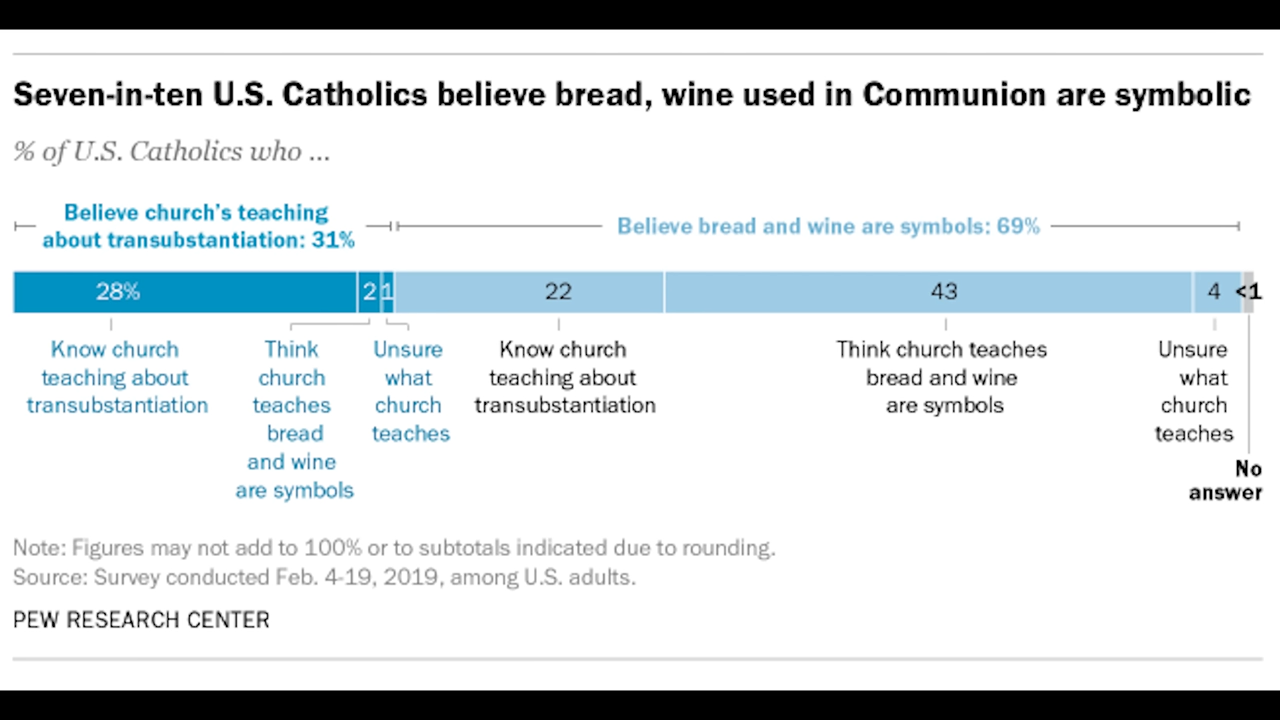 Seven-in-ten U.S. Catholics believe bread, wine used in Communion are symbolic
% of U.S. Catholics who ...
Believe church's teaching
about transubstantiation: 31%
Believe bread and wine are symbols: 69%
28% 2 1 22 43 4 <1
Know church
teaching about
transubstantiation
Think
church
teaches
bread
and wine
are symbols
Unsure
what
church
teaches
Know church
teaching about
transubstantiation
Think church teaches
bread and wine
are symbols
Unsure
what
church
teaches
No
answer
Note: Figures may not add to 100% or to subtotals indicated due to rounding.
Source: Survey conducted Feb. 4-19, 2019, among U.S. adults.
PEW RESEARCH CENTER